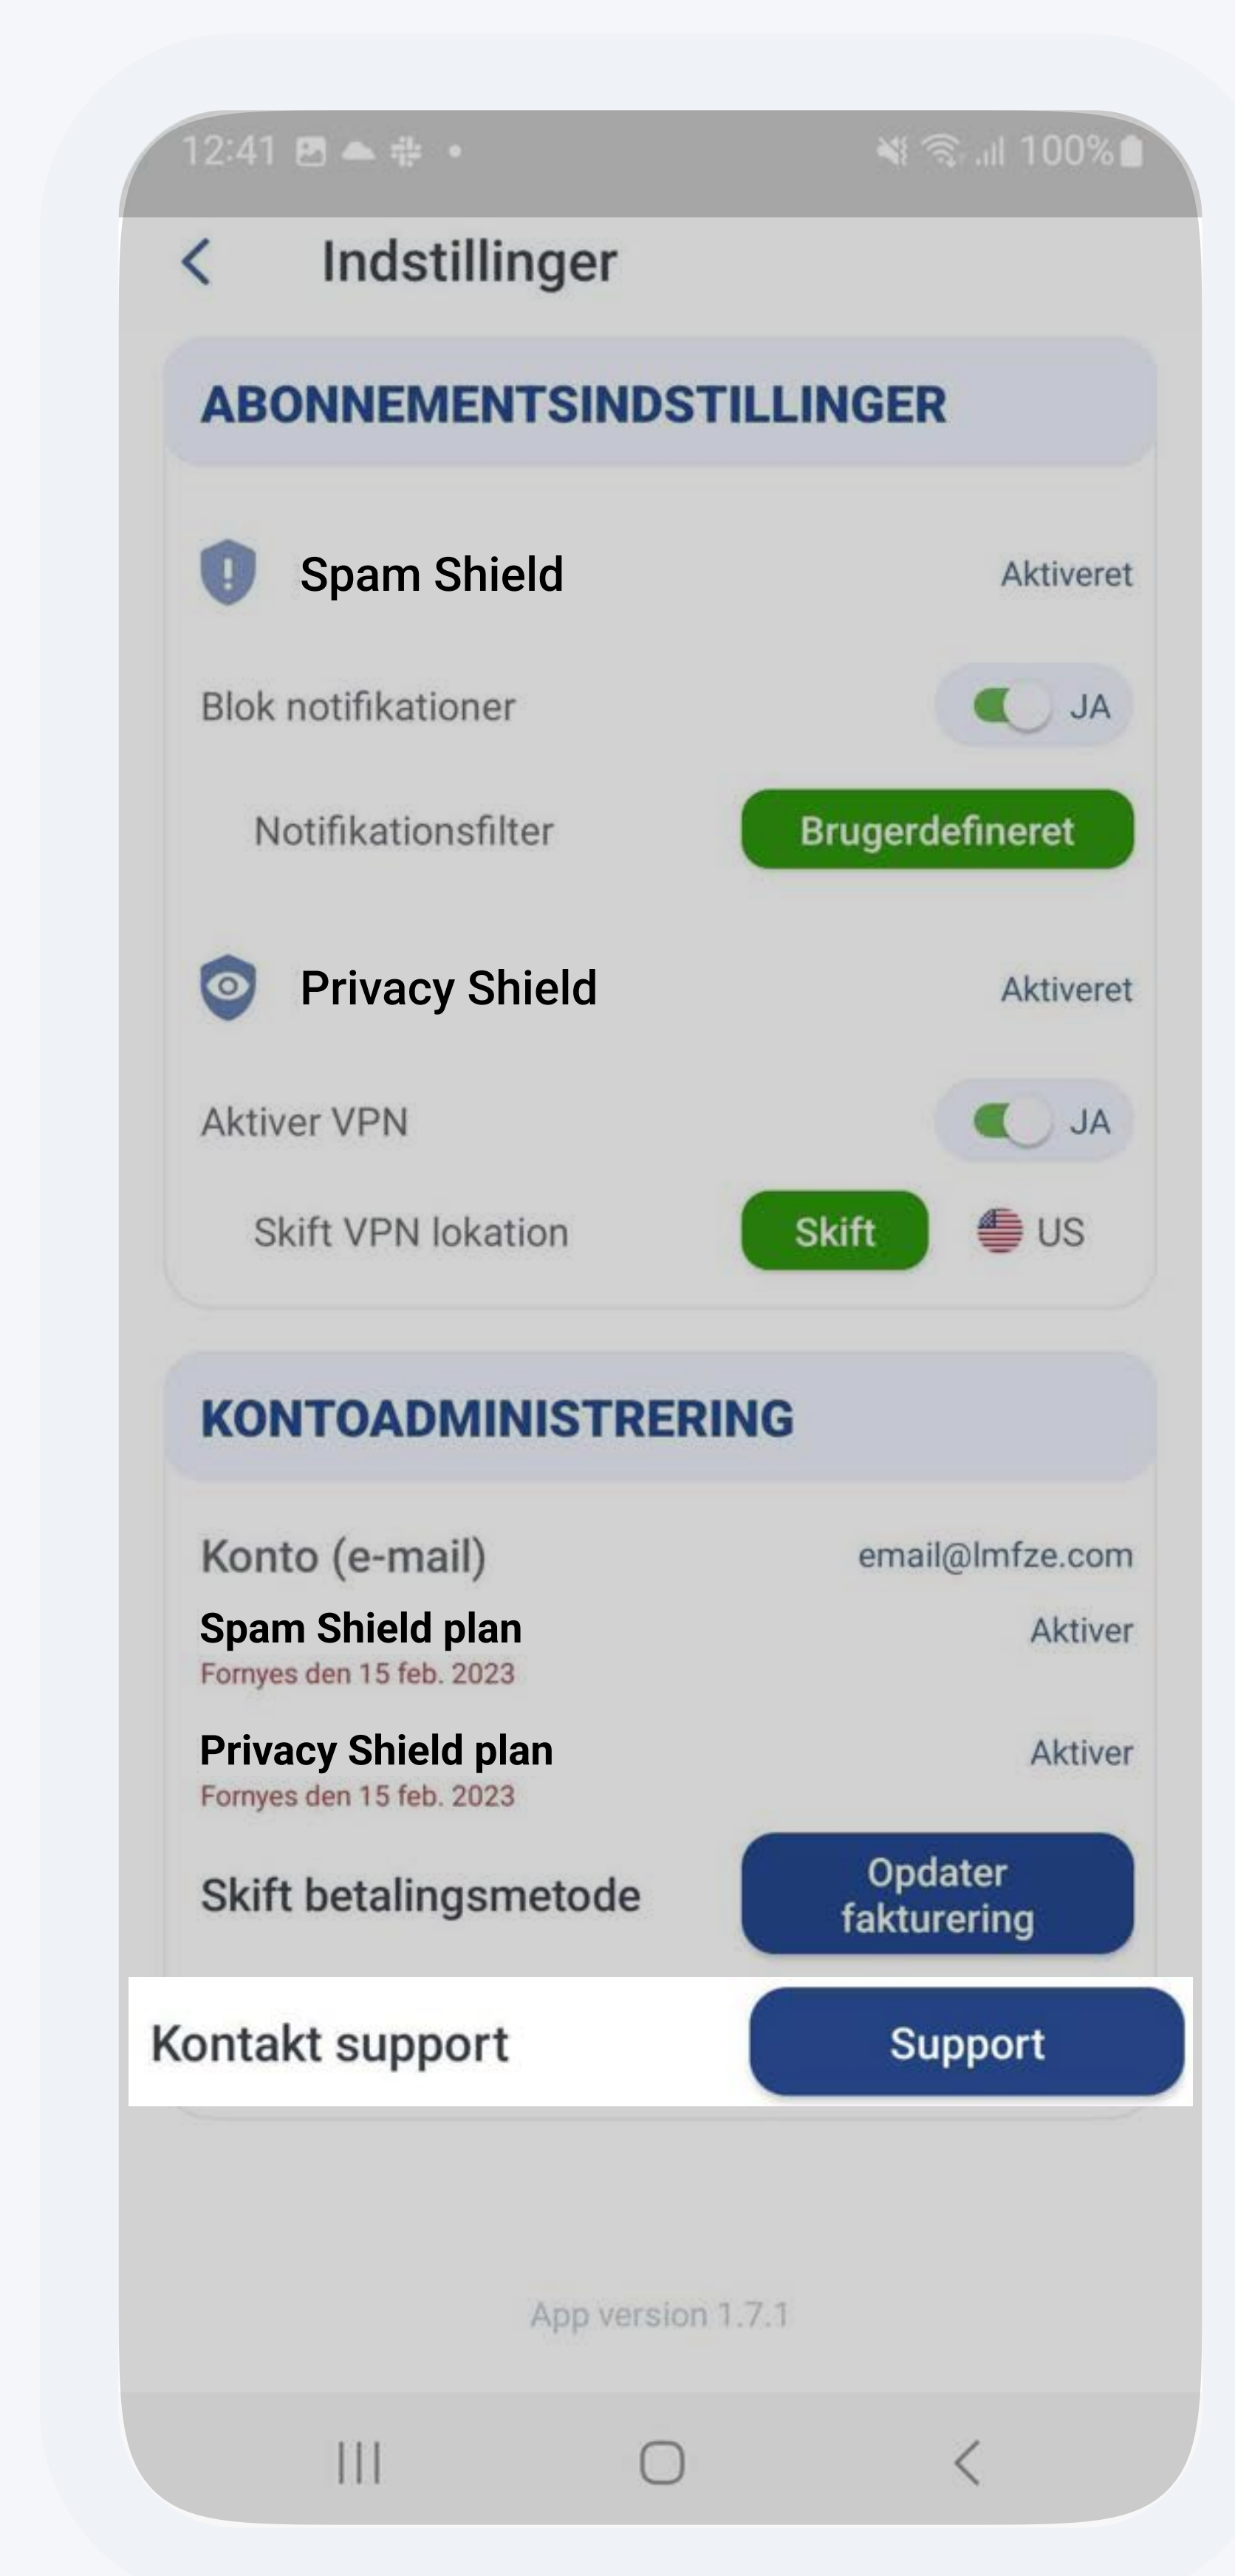 12:41 100%
Indstillinger
ABONNEMENTSINDSTILLINGER
Spam Shield Aktiveret
Blok notifikationer JA
Notifikationsfilter Brugerdefineret
Privacy Shield Aktiveret
Aktiver VPN JA
Skift VPN lokation Skift US
KONTOADMINISTRERING
Konto (e-mail) email@lmfze.com
Spam Shield plan Aktiver
Fornyes den 15 feb. 2023
Privacy Shield plan Aktiver
Fornyes den 15 feb. 2023
Skift betalingsmetode
Opdater
fakturering
Kontakt support Support
App version 1.7.1